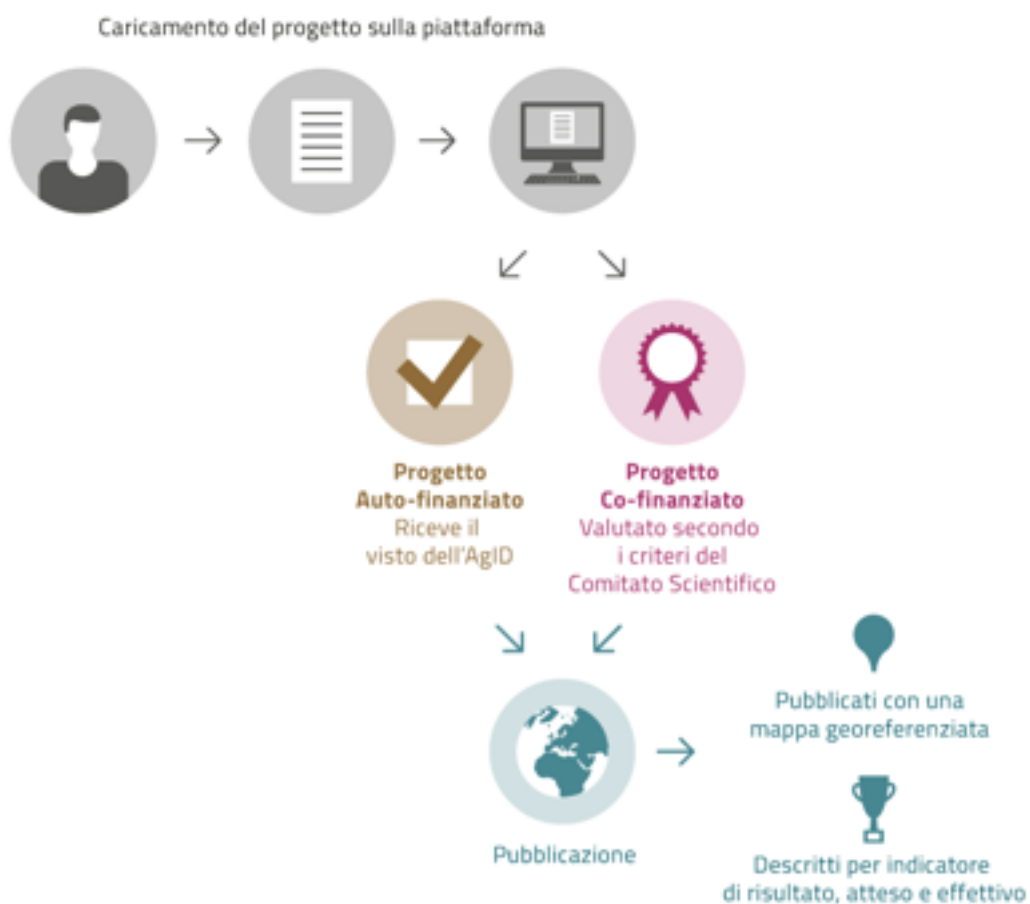 Caricamento del progetto sulla piattaforma
Progetto
Auto-finanziato
Riceve il
visto dell'AgID
Progetto
Co-finanziato
Valutato secondo
i criteri del
Comitato Scientifico
Pubblicazione
Pubblicati con una
mappa georeferenziata
Descritti per indicatore
di risultato, atteso e effettivo